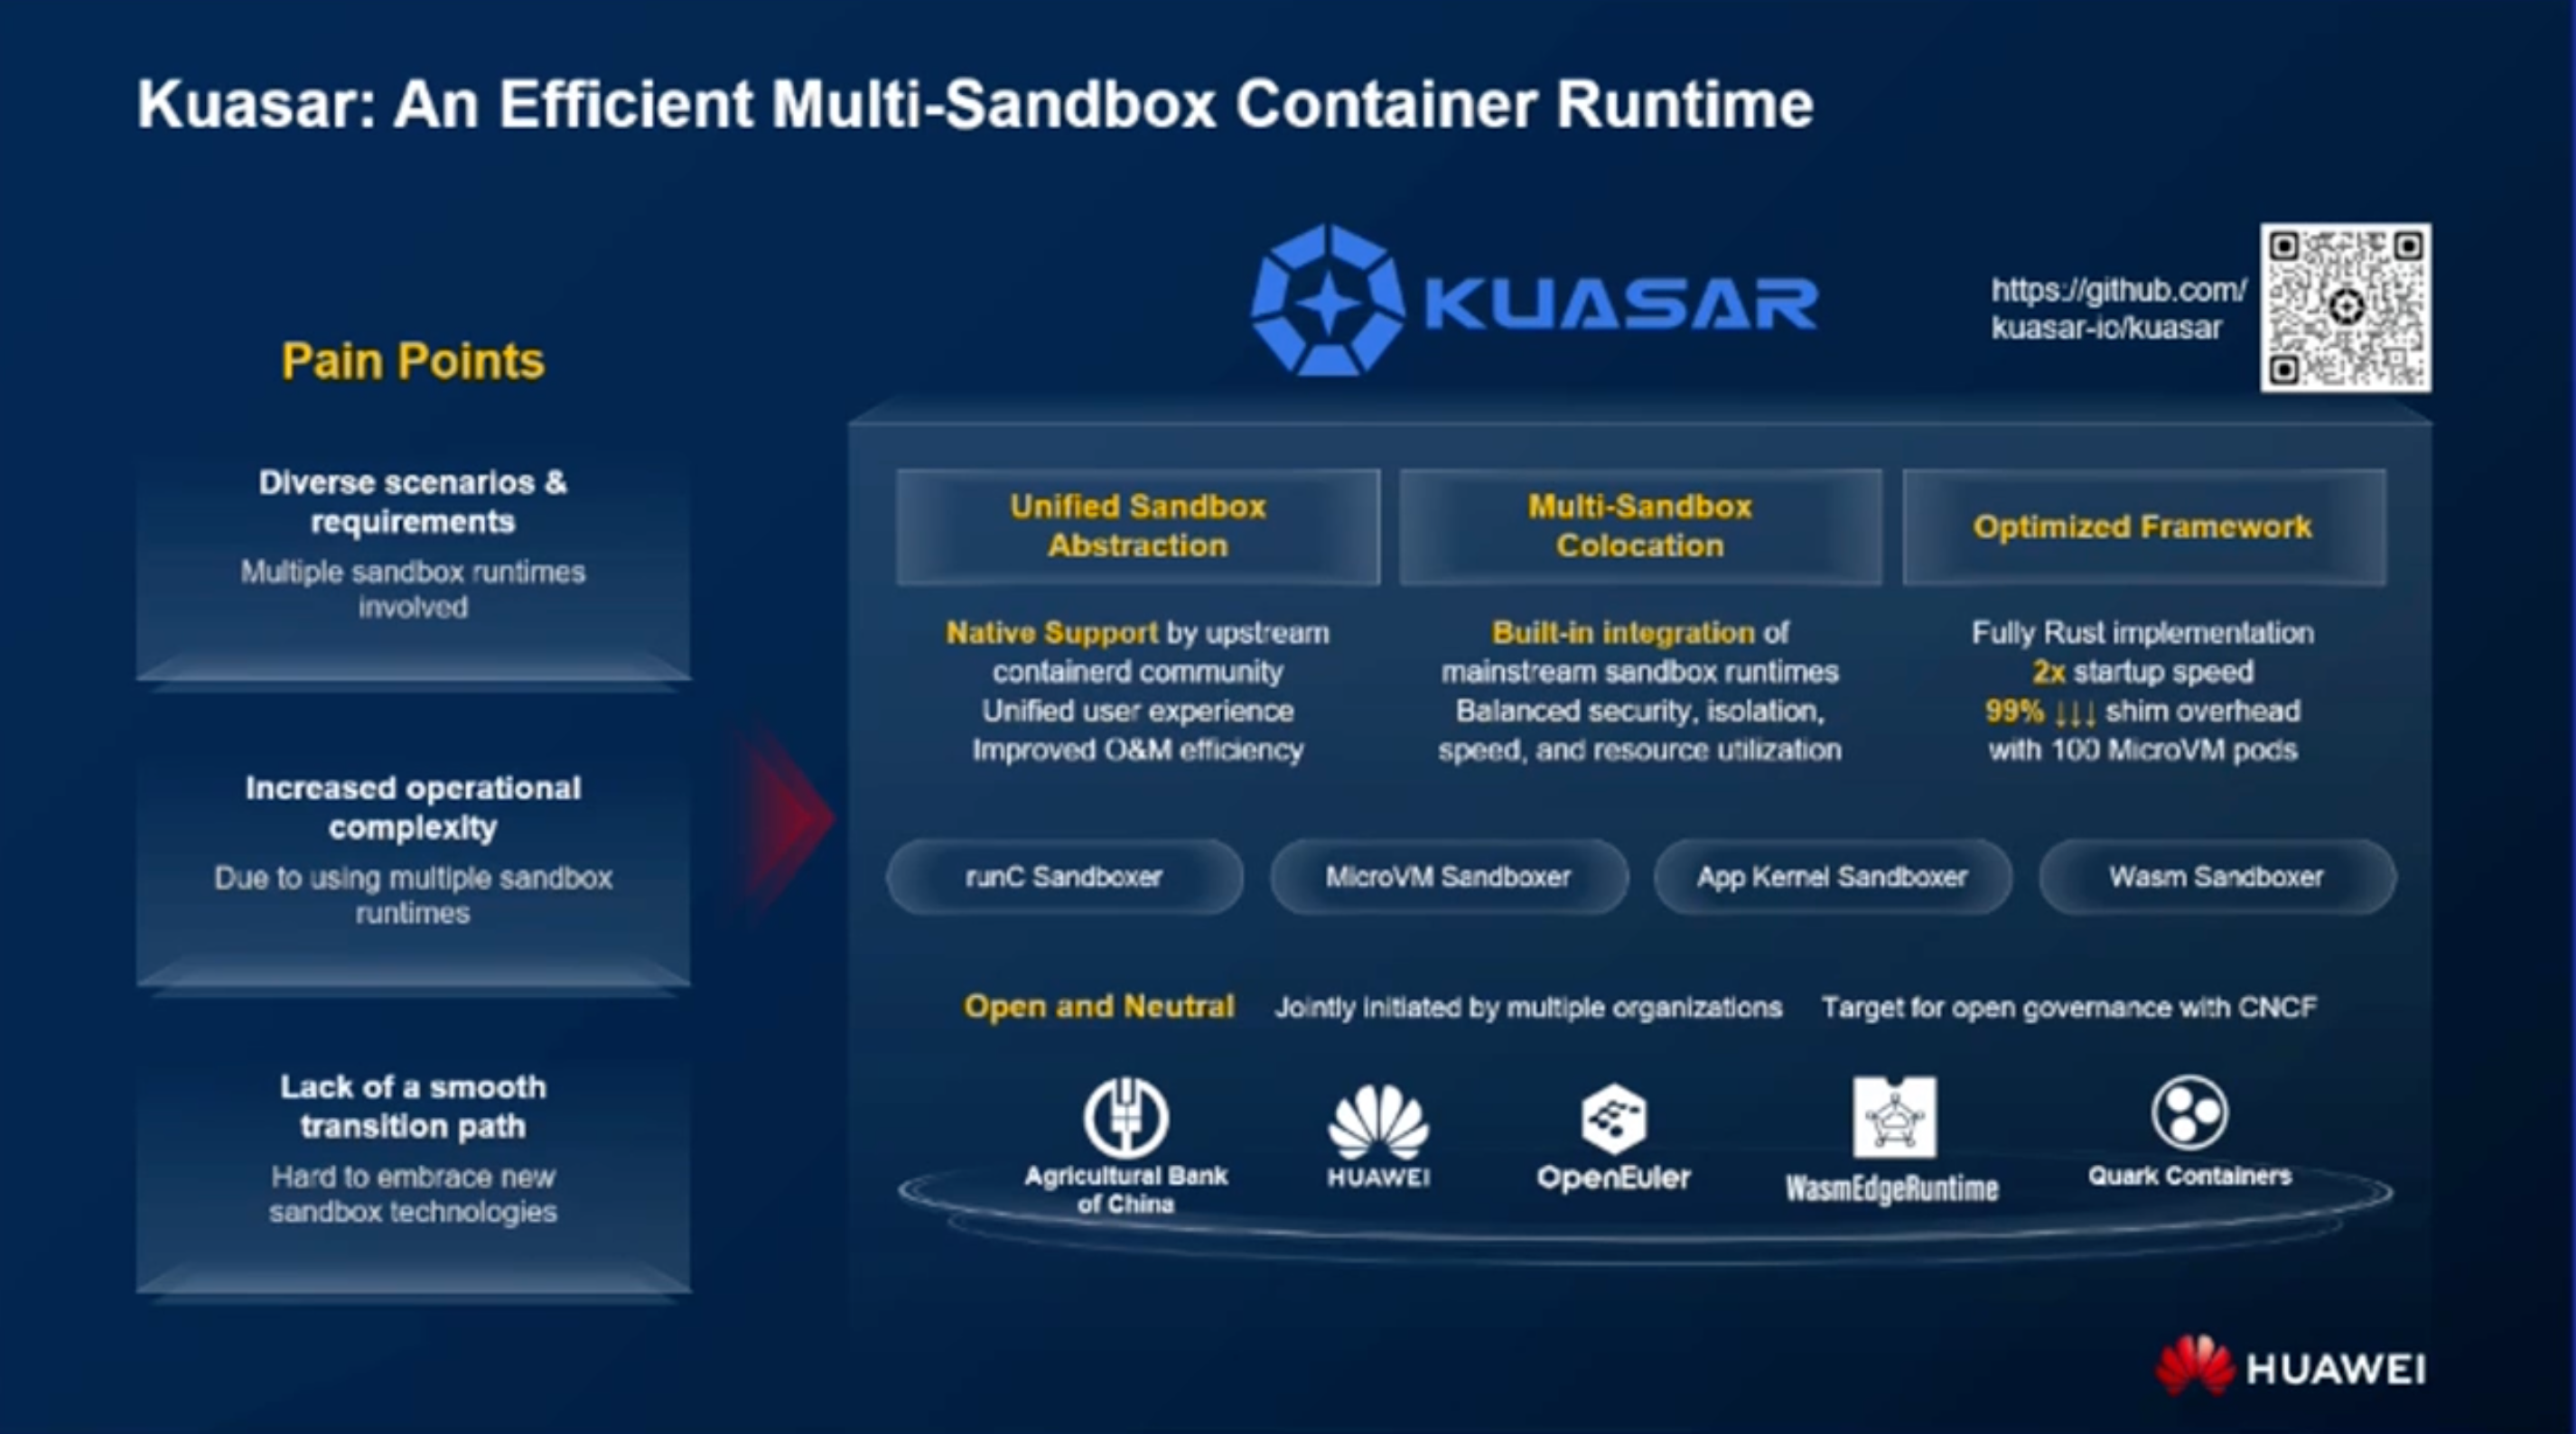 Kuasar: An Efficient Multi-Sandbox Container Runtime
KUASAR
https://github.com/
kuasar-io/kuasar
Pain Points
Diverse scenarios &
requirements
Multiple sandbox runtimes
involved
Increased operational
complexity
Due to using multiple sandbox
runtimes
Lack of a smooth
transition path
Hard to embrace new
sandbox technologies
Unified Sandbox
Abstraction
Native Support by upstream
containerd community
Unified user experience
Improved O&M efficiency
Multi-Sandbox
Colocation
Built-in integration of
mainstream sandbox runtimes
Balanced security, isolation,
speed, and resource utilization
Optimized Framework
Fully Rust implementation
2x startup speed
99% ↓↓↓ shim overhead
with 100 MicroVM pods
runC Sandboxer
MicroVM Sandboxer
App Kernel Sandboxer
Wasm Sandboxer
Open and Neutral Jointly initiated by multiple organizations Target for open governance with CNCF
Agricultural Bank
of China
HUAWEI
OpenEuler
WasmEdgeRuntime
Quark Containers
HUAWEI